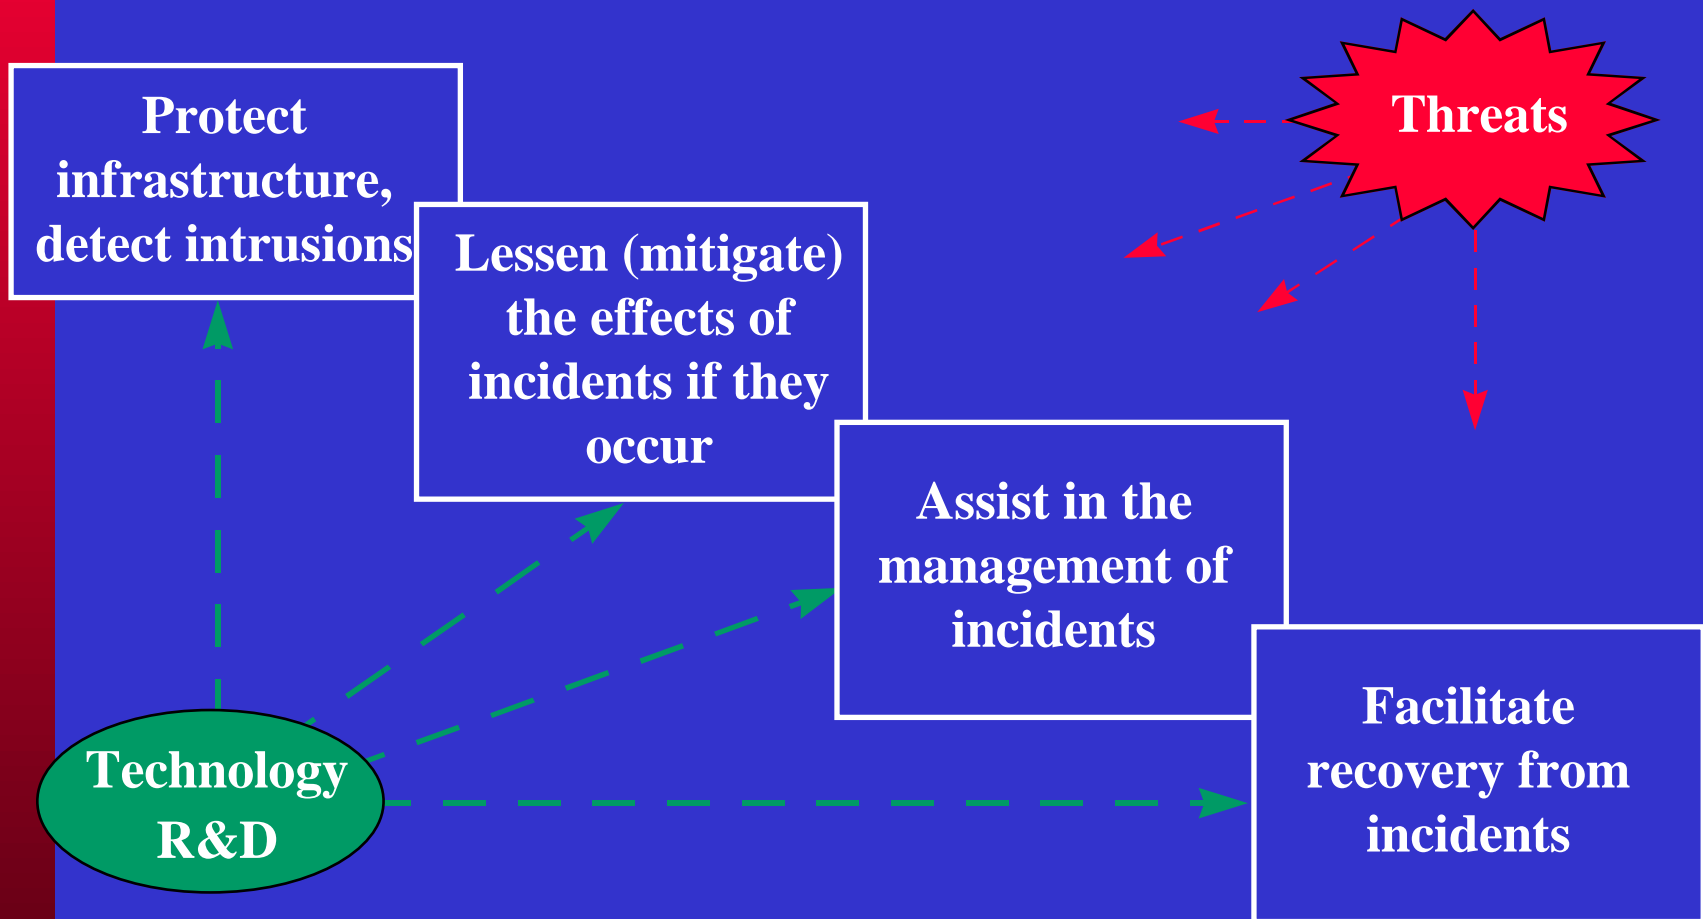 Threats
Protect
infrastructure,
detect intrusions
Lessen (mitigate)
the effects of
incidents if they
occur
Assist in the
management of
incidents
Facilitate
recovery from
incidents
Technology
R&D